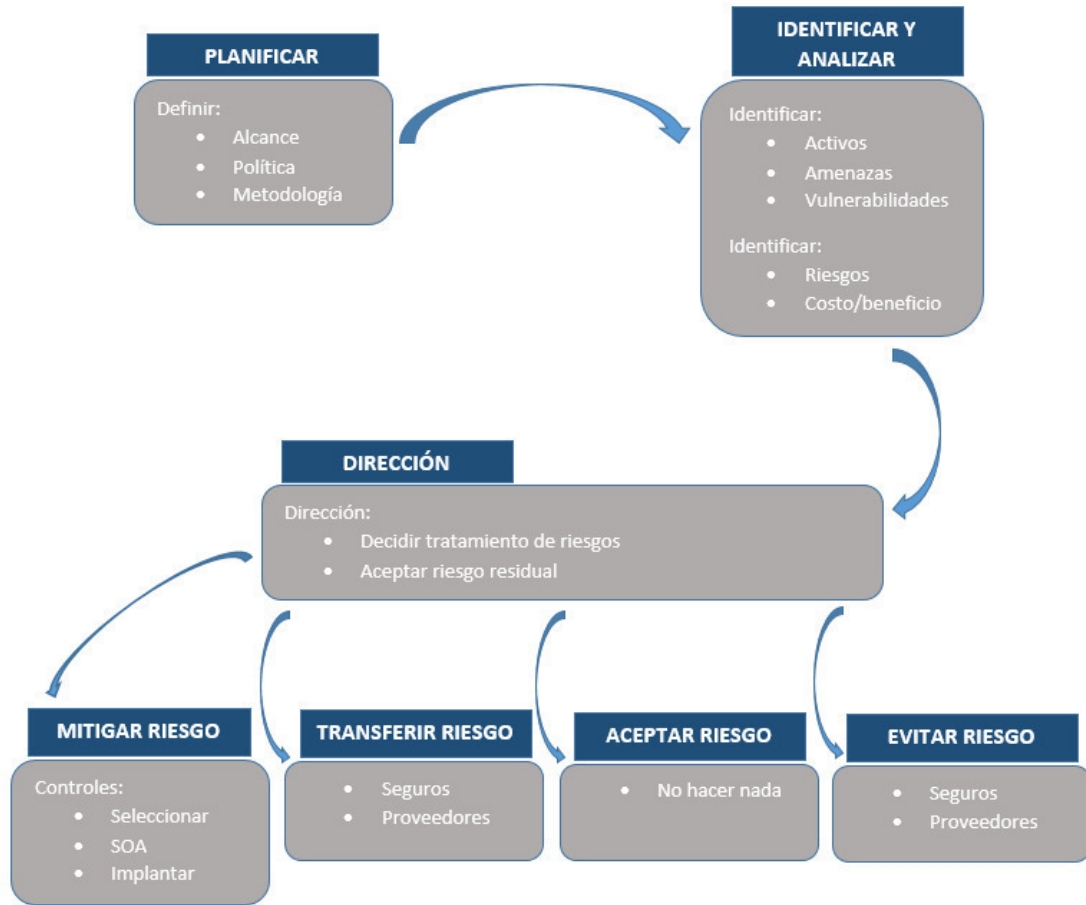 PLANIFICAR
Definir:
• Alcance
• Política
• Metodología
IDENTIFICAR Y
ANALIZAR
Identificar:
• Activos
• Amenazas
• Vulnerabilidades
Identificar:
• Riesgos
• Costo/beneficio
DIRECCIÓN
Dirección:
• Decidir tratamiento de riesgos
• Aceptar riesgo residual
MITIGAR RIESGO
Controles:
• Seleccionar
• SOA
• Implantar
TRANSFERIR RIESGO
• Seguros
• Proveedores
ACEPTAR RIESGO
• No hacer nada
EVITAR RIESGO
• Seguros
• Proveedores